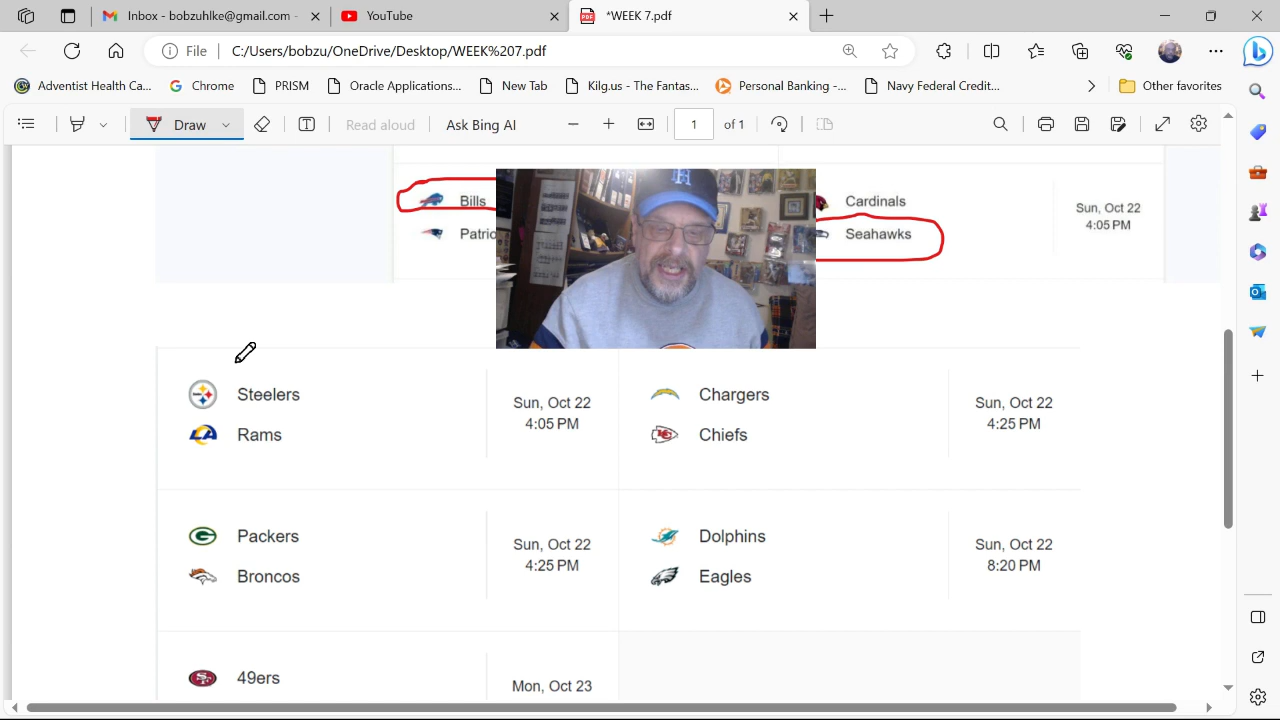 Inbox - bobzuhlke@gmail.com -
YouTube
*WEEK 7.pdf
File
C:/Users/bobzu/OneDrive/Desktop/WEEK%207.pdf
Adventist Health Ca...
Chrome
PRISM
Oracle Applications...
New Tab
Kilg.us - The Fantas...
Personal Banking -...
Navy Federal Credit...
Other favorites
Draw
Read aloud
Ask Bing AI
1
of 1
Bills
Patrio
Cardinals
Seahawks
Sun, Oct 22
4:05 PM
Steelers
Rams
Sun, Oct 22
4:05 PM
Chargers
Chiefs
Sun, Oct 22
4:25 PM
Packers
Broncos
Sun, Oct 22
4:25 PM
Dolphins
Eagles
Sun, Oct 22
8:20 PM
49ers
Mon, Oct 23